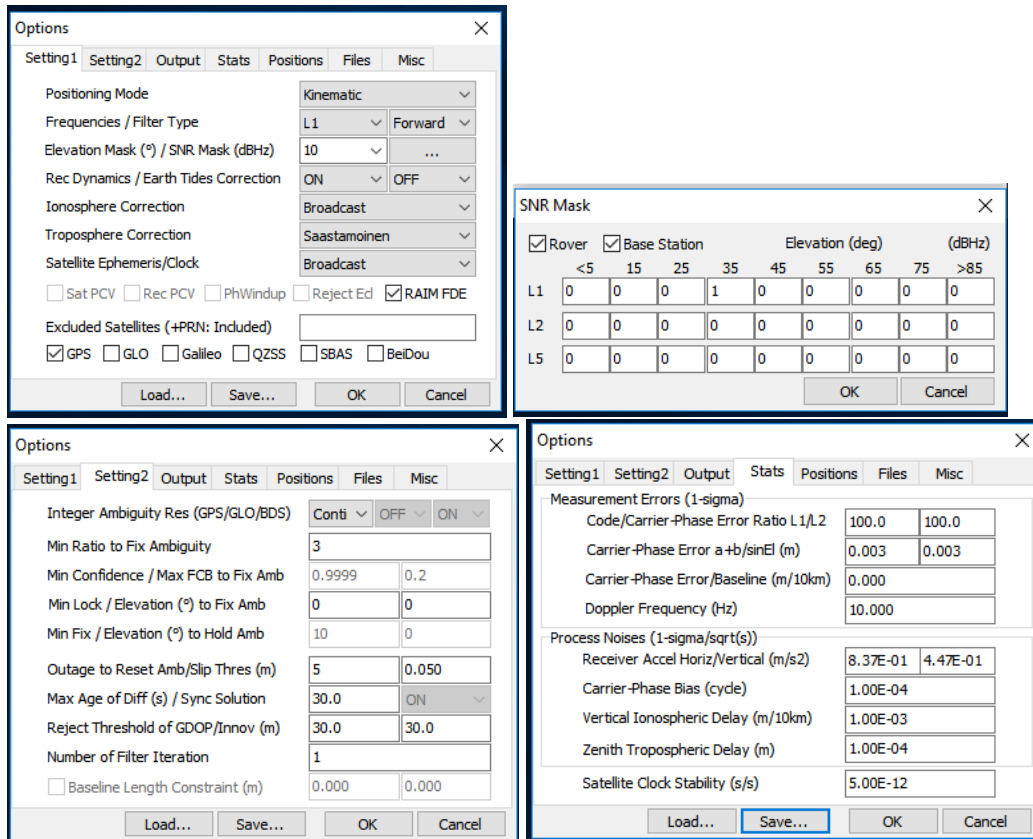 Options
Setting1 Setting2 Output Stats Positions Files Misc
Positioning Mode Kinematic
Frequencies / Filter Type L1 Forward
Elevation Mask (°) / SNR Mask (dBHz) 10 ...
Rec Dynamics / Earth Tides Correction ON OFF
Ionosphere Correction Broadcast
Troposphere Correction Saastamoinen
Satellite Ephemeris/Clock Broadcast
Sat PCV Rec PCV PhWindup Reject Ecl RAIM FDE
Excluded Satellites (+PRN: Included)
GPS GLO Galileo QZSS SBAS BeiDou
Load... Save... OK Cancel
SNR Mask
Rover Base Station Elevation (deg) (dBHz)
<5 15 25 35 45 55 65 75 >85
L1 0 0 0 1 0 0 0 0 0
L2 0 0 0 0 0 0 0 0 0
L5 0 0 0 0 0 0 0 0 0
OK Cancel
Options
Setting1 Setting2 Output Stats Positions Files Misc
Integer Ambiguity Res (GPS/GLO/BDS) Conti OFF ON
Min Ratio to Fix Ambiguity 3
Min Confidence / Max FCB to Fix Amb 0.9999 0.2
Min Lock / Elevation (°) to Fix Amb 0 0
Min Fix / Elevation (°) to Hold Amb 10 0
Outage to Reset Amb/Slip Thres (m) 5 0.050
Max Age of Diff (s) / Sync Solution 30.0 ON
Reject Threshold of GDOP/Innov (m) 30.0 30.0
Number of Filter Iteration 1
Baseline Length Constraint (m) 0.000 0.000
Load... Save... OK Cancel
Options
Setting1 Setting2 Output Stats Positions Files Misc
Measurement Errors (1-sigma)
Code/Carrier-Phase Error Ratio L1/L2 100.0 100.0
Carrier-Phase Error a+b/sinEl (m) 0.003 0.003
Carrier-Phase Error/Baseline (m/10km) 0.000
Doppler Frequency (Hz) 10.000
Process Noises (1-sigma/sqrt(s))
Receiver Accel Horiz/Vertical (m/s2) 8.37E-01 4.47E-01
Carrier-Phase Bias (cycle) 1.00E-04
Vertical Ionospheric Delay (m/10km) 1.00E-03
Zenith Tropospheric Delay (m) 1.00E-04
Satellite Clock Stability (s/s) 5.00E-12
Load... Save... OK Cancel